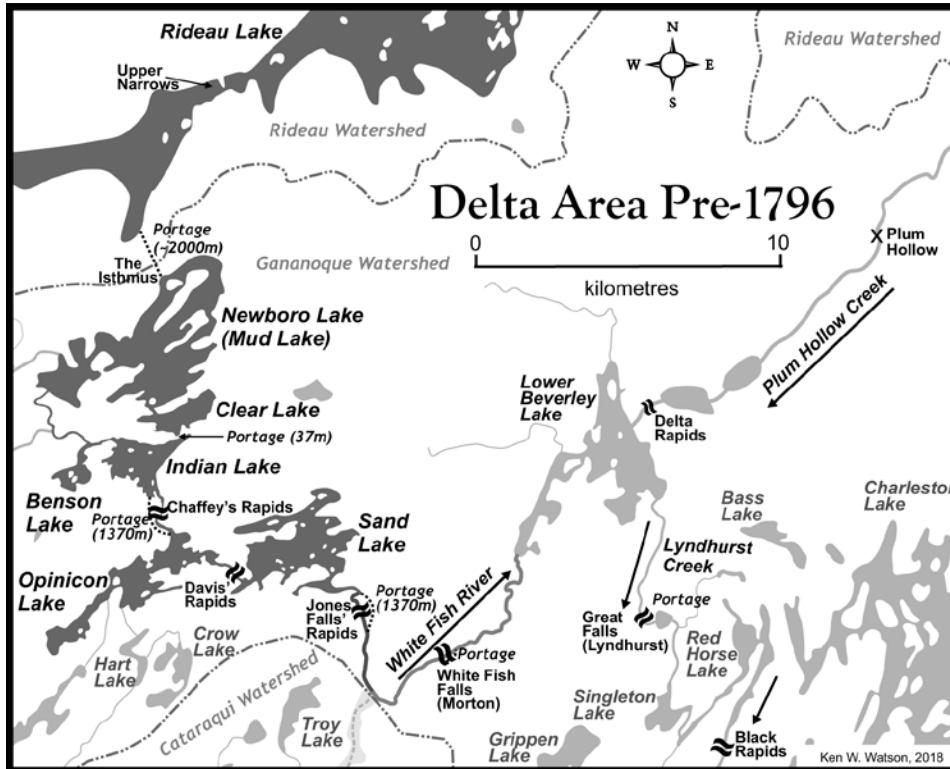 Rideau Lake
Rideau Watershed
N
W E
S
Upper
Narrows
Rideau Watershed
Delta Area Pre-1796
0 10
kilometres
Portage
(~2000m)
The
Isthmus
Gananoque Watershed
Plum
Hollow
Plum Hollow Creek
Newboro Lake
(Mud Lake)
Lower
Beverley
Lake
Clear Lake
Portage (37m)
Delta
Rapids
Indian Lake
Benson
Lake
Chaffey's Rapids
Portage
(1370m)
Sand
Lake
Bass
Lake
Charleston
Lake
Lyndhurst
Creek
Opinicon
Lake
Davis'
Rapids
Jones
Falls'
Rapids
Portage
(1370m)
White Fish River
Great
Falls
(Lyndhurst)
Portage
Crow
Lake
Hart
Lake
Red
Horse
Lake
Portage
White Fish
Falls
(Morton)
Cataraqui Watershed
Troy
Lake
Singleton
Lake
Grippen
Lake
Black
Rapids
Ken W. Watson, 2018